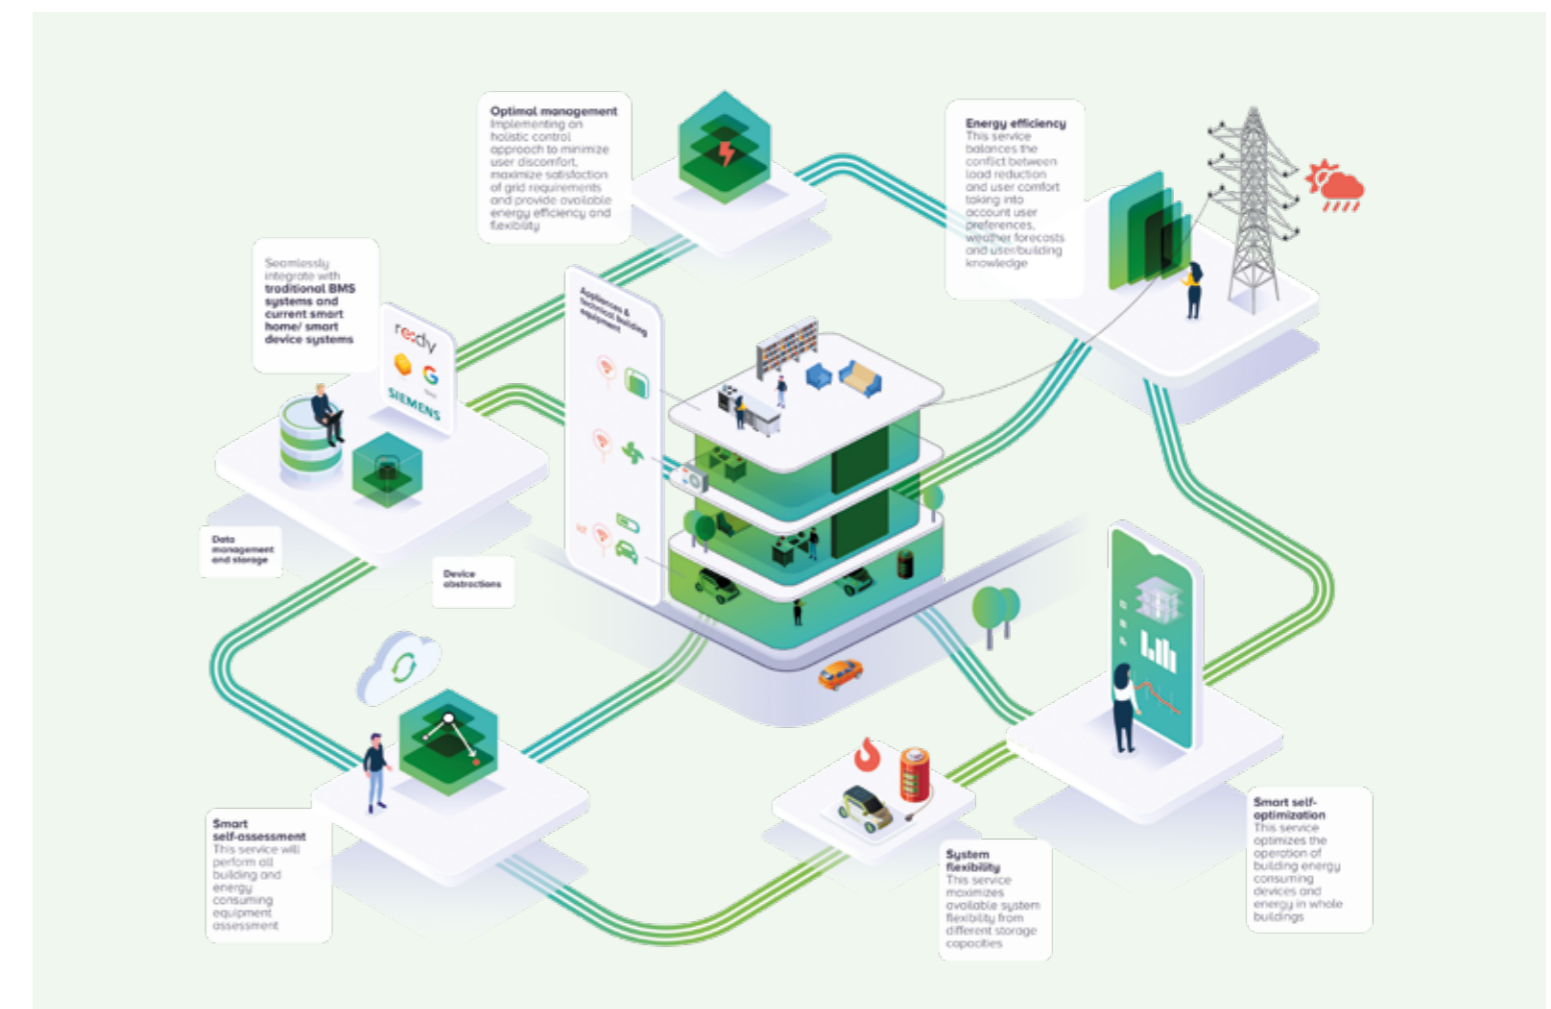 Optimal management
Implementing an
holistic control
approach to minimize
user discomfort,
maximize satisfaction
of grid requirements
and provide available
energy efficiency and
flexibility
Energy efficiency
This service
balances the
conflict between
load reduction
and user comfort
taking into
account user
preferences,
weather forecasts
and user/building
knowledge
Seamlessly
integrate with
traditional BMS
systems and
current smart
home/ smart
device systems
re:dy
G
SIEMENS
Appliances &
technical building
equipment
IoT
Data
management
and storage
Device
abstractions
Smart
self-assessment
This service will
perform all
building and
energy
consuming
equipment
assessment
System
flexibility
This service
maximizes
available system
flexibility from
different storage
capacities
Smart self-
optimization
This service
optimizes the
operation of
building energy
consuming
devices and
energy in whole
buildings